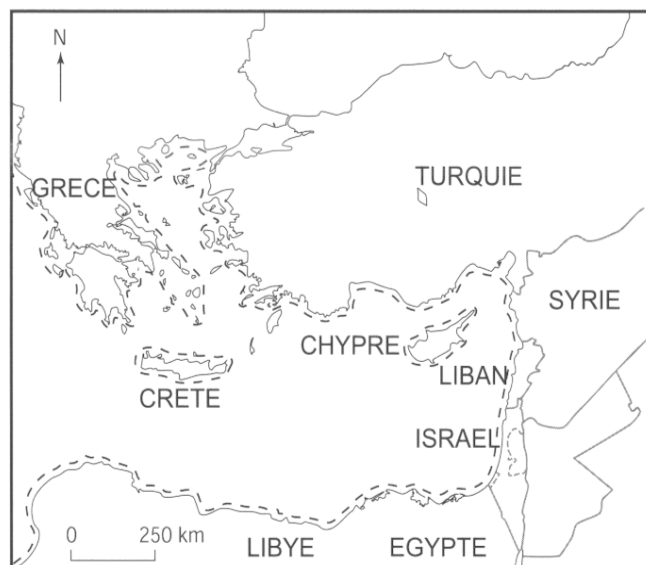 N
GRECE
TURQUIE
SYRIE
CHYPRE
LIBAN
CRETE
ISRAEL
0 250 km
LIBYE EGYPTE